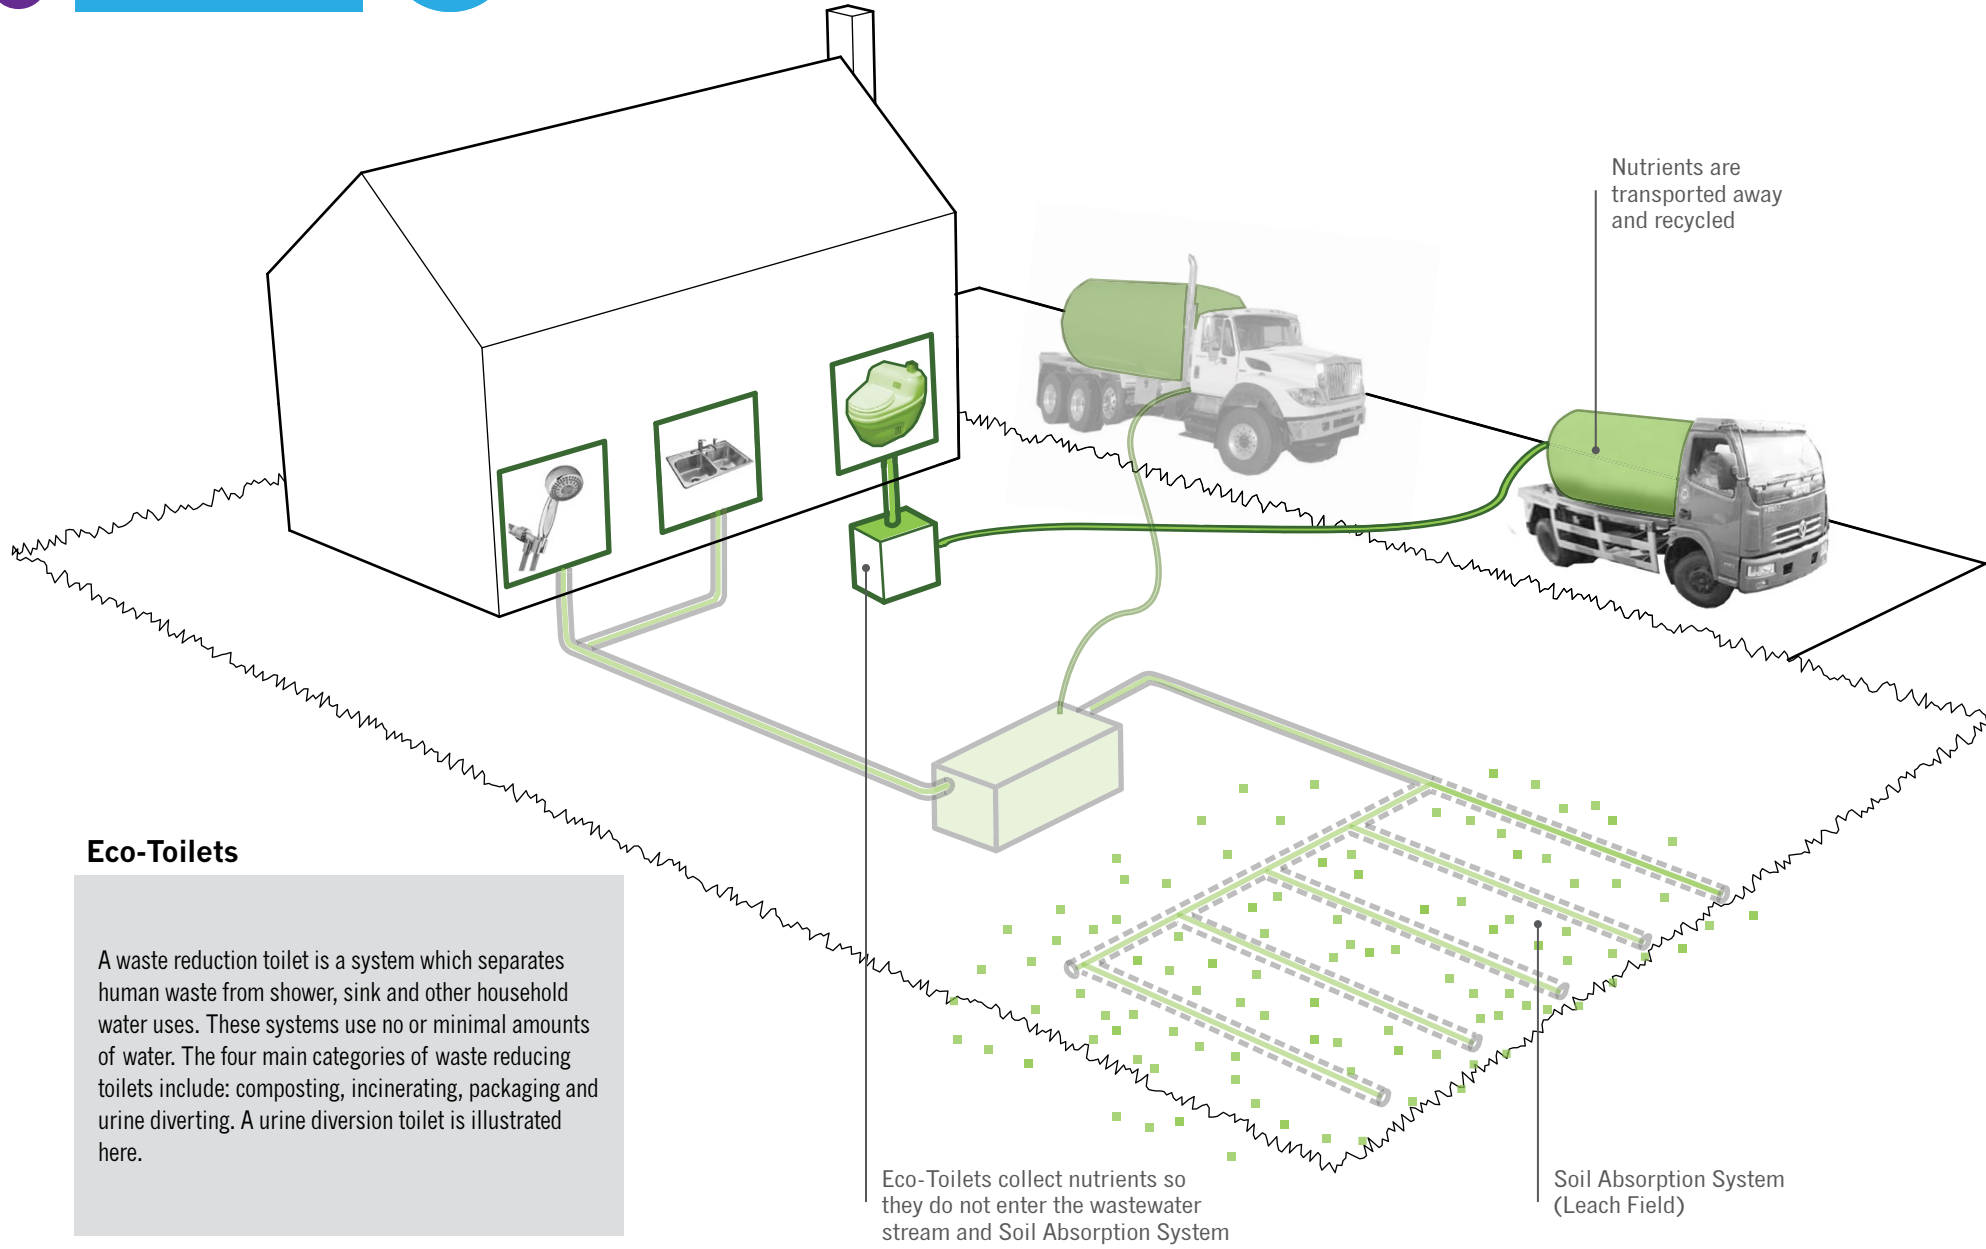 Nutrients are
transported away
and recycled
Eco-Toilets
A waste reduction toilet is a system which separates
human waste from shower, sink and other household
water uses. These systems use no or minimal amounts
of water. The four main categories of waste reducing
toilets include: composting, incinerating, packaging and
urine diverting. A urine diversion toilet is illustrated
here.
Eco-Toilets collect nutrients so
they do not enter the wastewater
stream and Soil Absorption System
Soil Absorption System
(Leach Field)